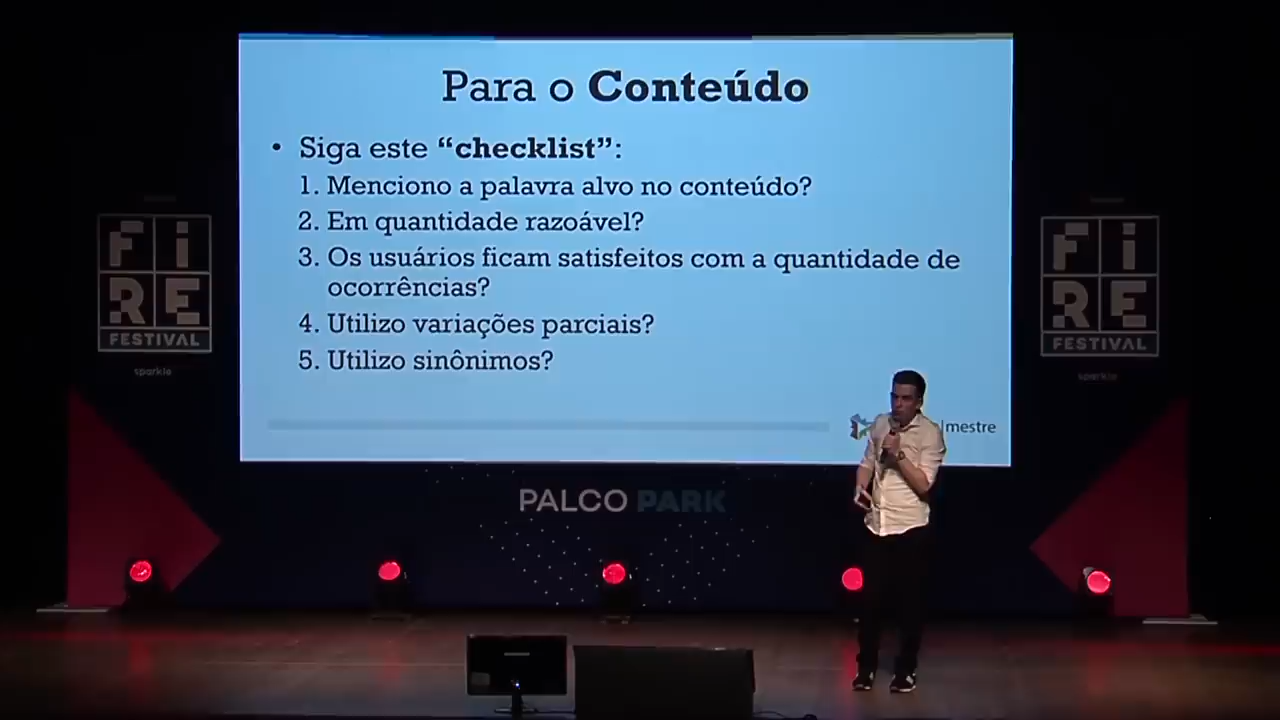 Para o Conteúdo
• Siga este “checklist”:
1. Menciono a palavra alvo no conteúdo?
2. Em quantidade razoável?
3. Os usuários ficam satisfeitos com a quantidade de
ocorrências?
4. Utilizo variações parciais?
5. Utilizo sinônimos?
mestre
FiRE
FESTIVAL
sparkle
FiRE
FESTIVAL
sparkle
PALCO PARK